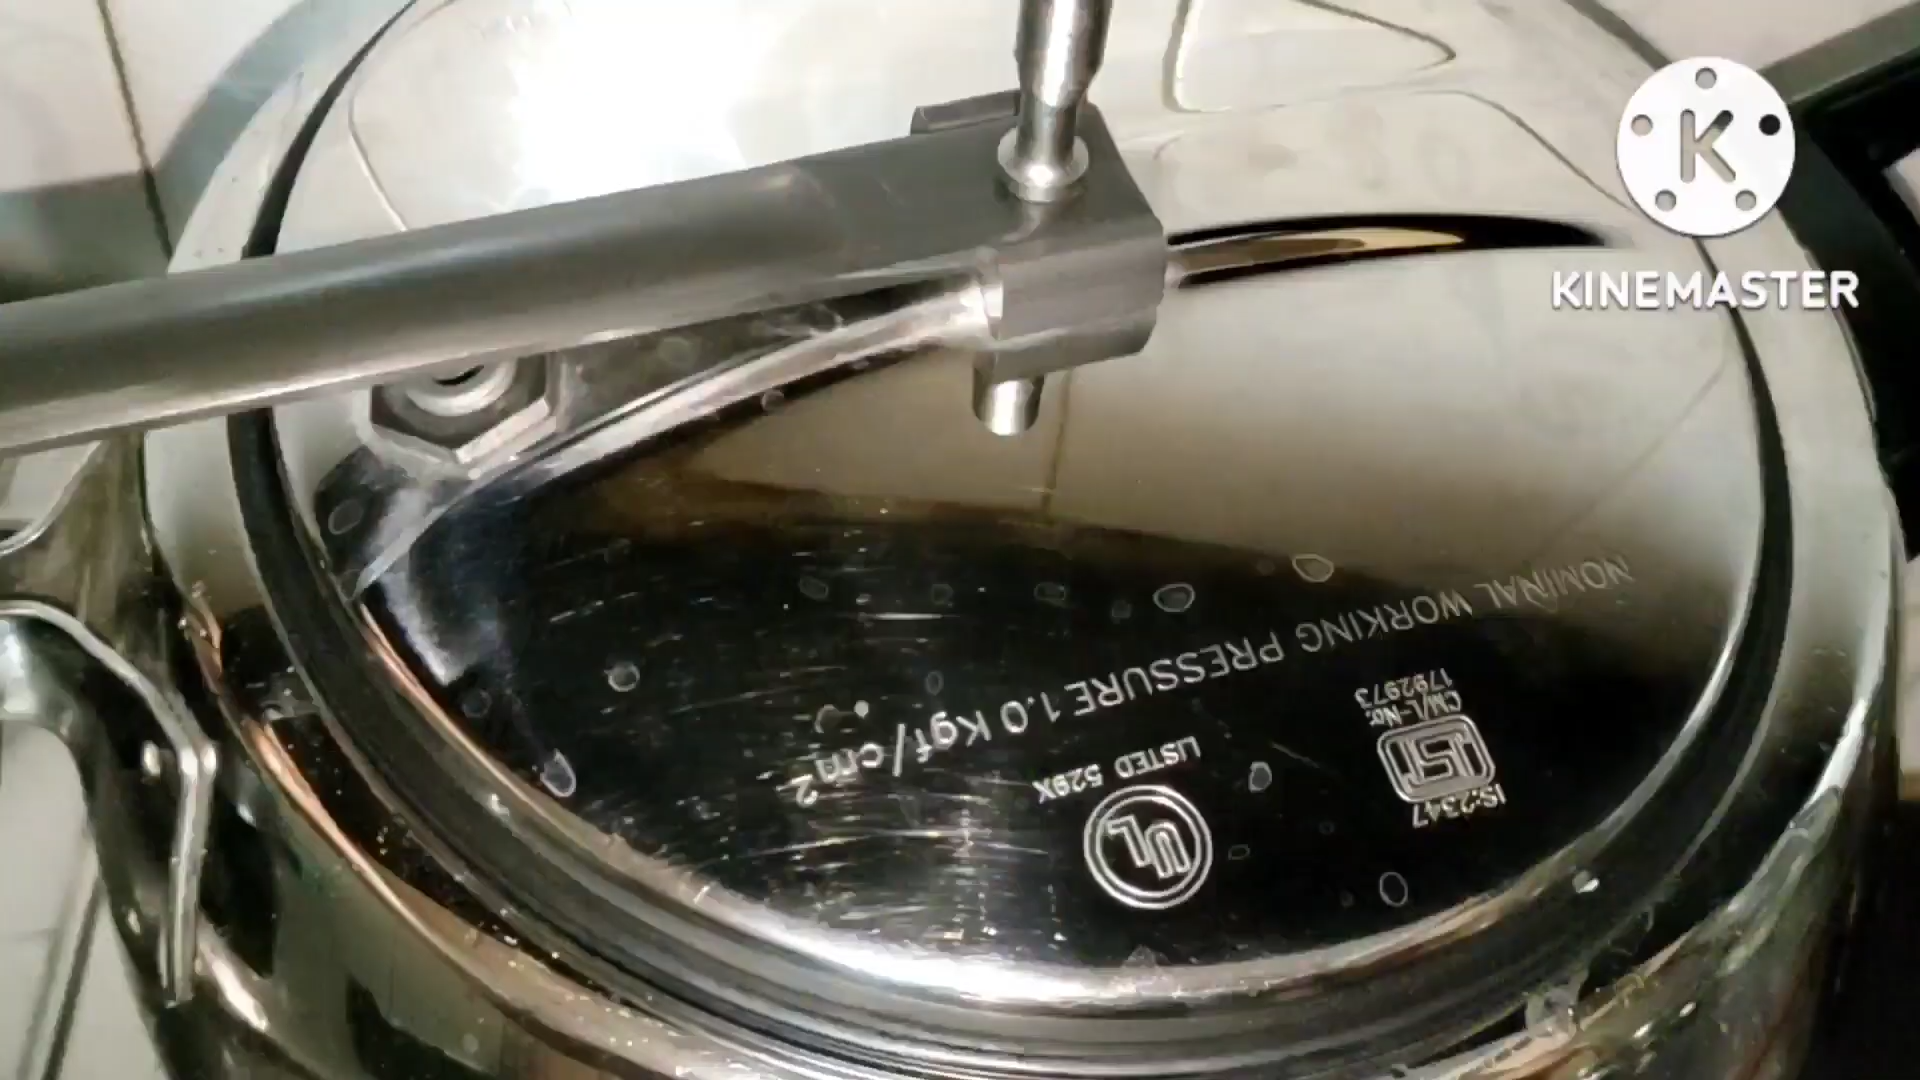 K
KINEMASTER
NOMINAL WORKING PRESSURE 1.0 Kgf/cm²
IS:2347
ISI
CM/L-No:
1792973
UL
LISTED 529X